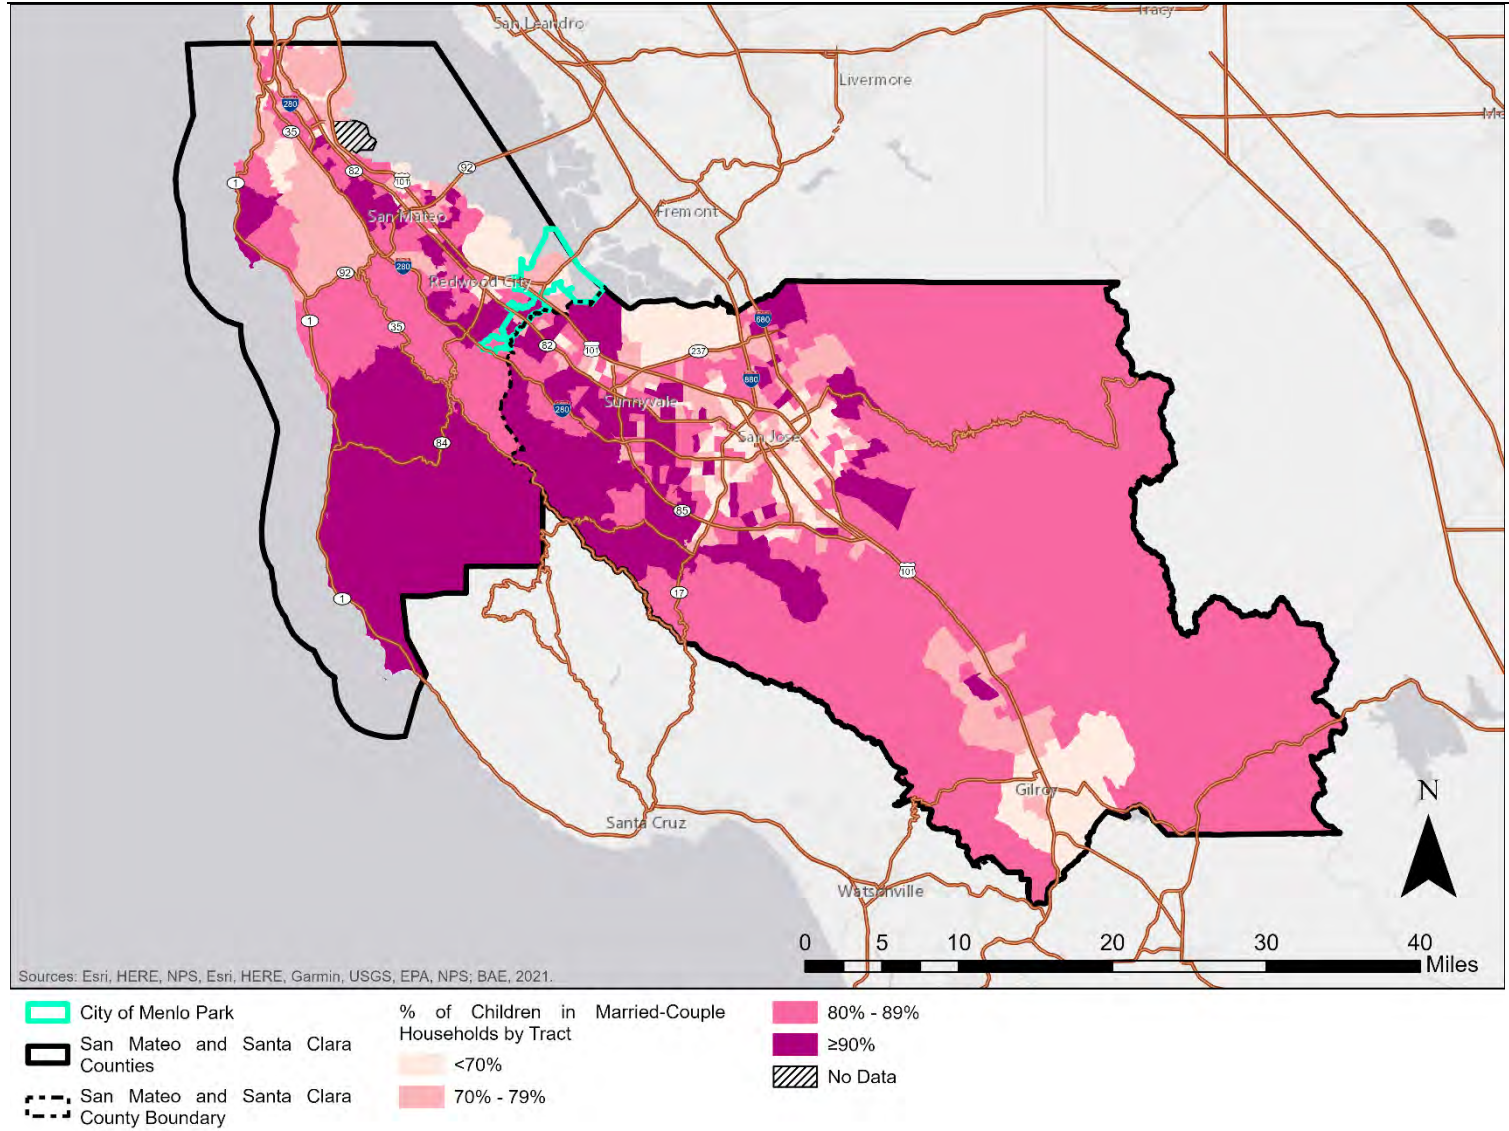 San Leandro
Tracy
Livermore
Me
280
35
82
101
92
1
Fremont
San Mateo
280
92
Redwood City
1
35
680
82
101
237
880
280
Sunnyvale
San Jose
84
85
101
1
17
Gilroy
N
Santa Cruz
Watsonville
0 5 10 20 30 40
Miles
Sources: Esri, HERE, NPS, Esri, HERE, Garmin, USGS, EPA, NPS; BAE, 2021.
City of Menlo Park
San Mateo and Santa Clara
Counties
San Mateo and Santa Clara
County Boundary
% of Children in Married-Couple
Households by Tract
<70%
70% - 79%
80% - 89%
≥90%
No Data